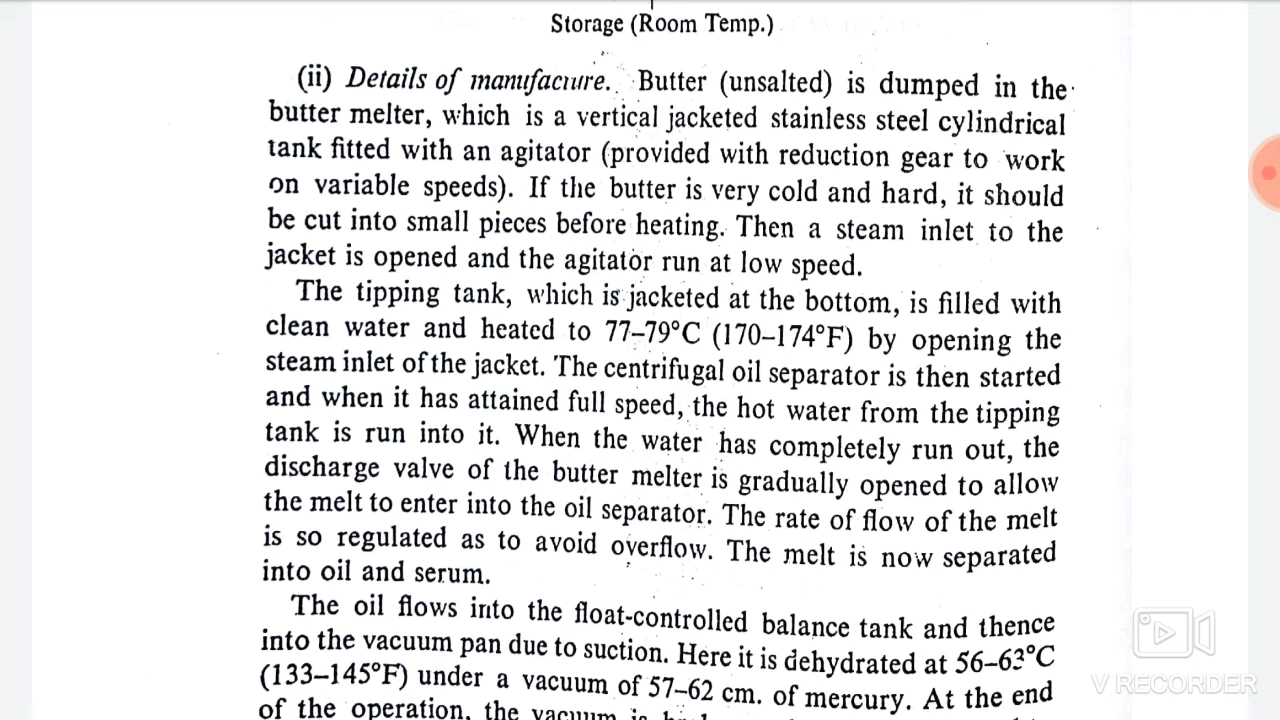 Storage (Room Temp.)
(ii) Details of manufacture. Butter (unsalted) is dumped in the
butter melter, which is a vertical jacketed stainless steel cylindrical
tank fitted with an agitator (provided with reduction gear to work
on variable speeds). If the butter is very cold and hard, it should
be cut into small pieces before heating. Then a steam inlet to the
jacket is opened and the agitator run at low speed.
The tipping tank, which is jacketed at the bottom, is filled with
clean water and heated to 77–79°C (170–174°F) by opening the
steam inlet of the jacket. The centrifugal oil separator is then started
and when it has attained full speed, the hot water from the tipping
tank is run into it. When the water has completely run out, the
discharge valve of the butter melter is gradually opened to allow
the melt to enter into the oil separator. The rate of flow of the melt
is so regulated as to avoid overflow. The melt is now separated
into oil and serum.
The oil flows into the float-controlled balance tank and thence
into the vacuum pan due to suction. Here it is dehydrated at 56–63°C
(133–145°F) under a vacuum of 57–62 cm. of mercury. At the end
of the operation, the vacuum is
V RECORDER